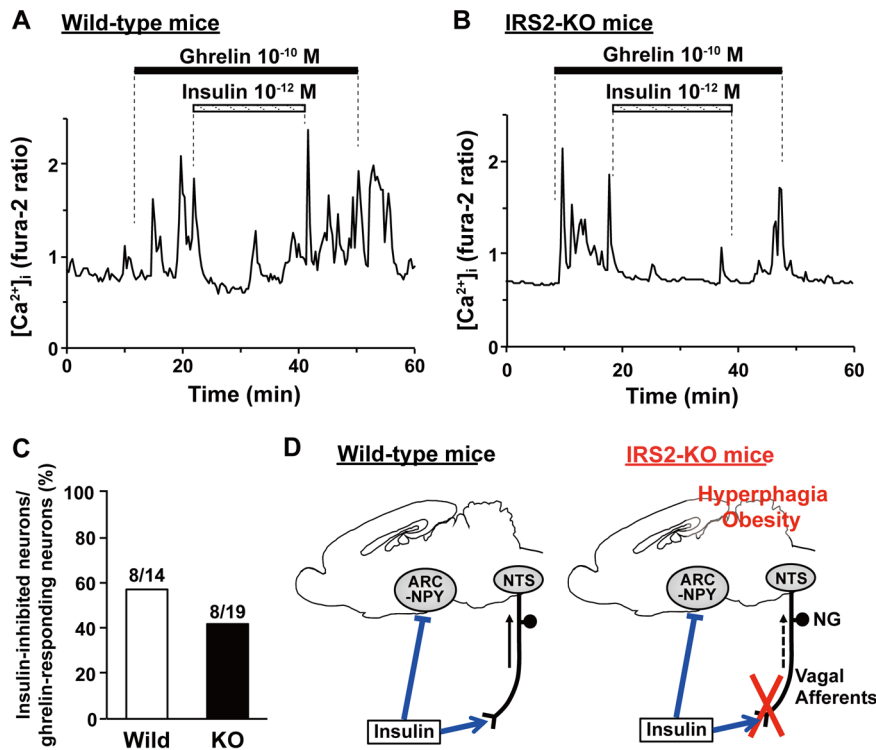 A Wild-type mice
Ghrelin 10⁻¹⁰ M
Insulin 10⁻¹² M
[Ca²⁺]ᵢ (fura-2 ratio)
2
1
0
0 20 40 60
Time (min)
B IRS2-KO mice
Ghrelin 10⁻¹⁰ M
Insulin 10⁻¹² M
[Ca²⁺]ᵢ (fura-2 ratio)
2
1
0
0 20 40 60
Time (min)
C
Insulin-inhibited neurons/
ghrelin-responding neurons (%)
100
80
60
40
20
0
8/14
8/19
Wild KO
D Wild-type mice
ARC
-NPY
NTS
Insulin
IRS2-KO mice
Hyperphagia
Obesity
ARC
-NPY
NTS
NG
Vagal
Afferents
Insulin